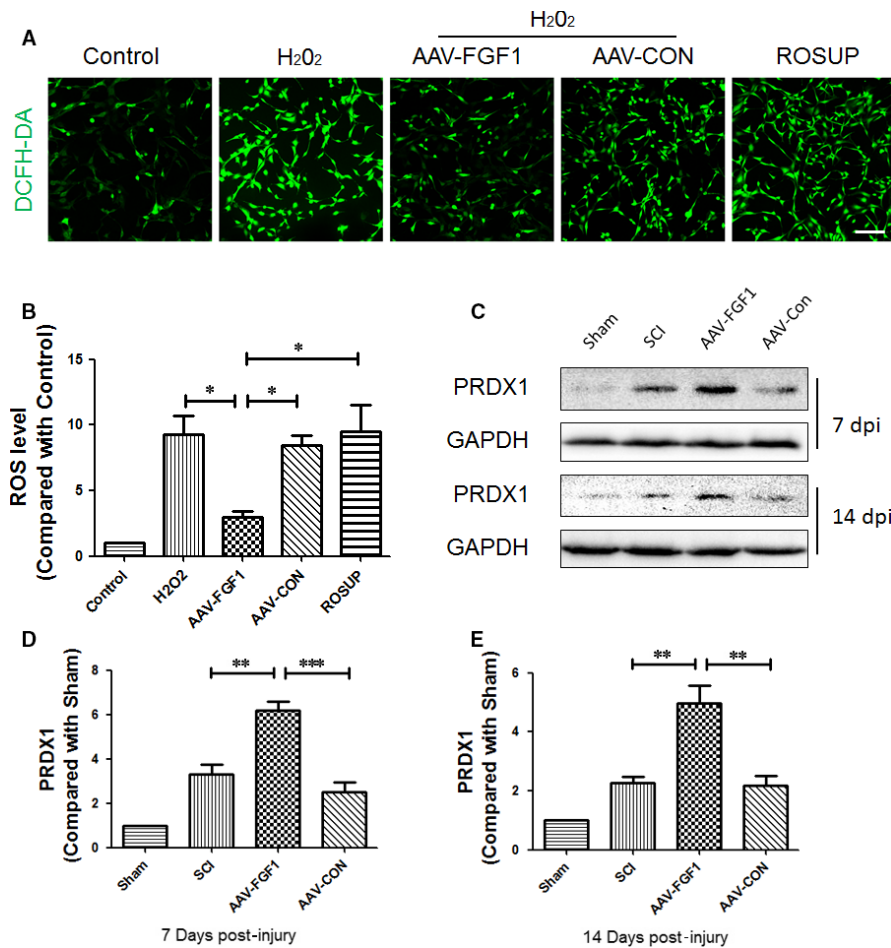 A
H₂0₂
Control H₂0₂ AAV-FGF1 AAV-CON ROSUP
DCFH-DA
B
ROS level
(Compared with Control)
15
10
5
0
* * *
Control H2O2 AAV-FGF1 AAV-CON ROSUP
C
Sham SCI AAV-FGF1 AAV-Con
PRDX1
GAPDH
7 dpi
PRDX1
GAPDH
14 dpi
D
PRDX1
(Compared with Sham)
8
6
4
2
0
** ***
Sham SCI AAV-FGF1 AAV-CON
7 Days post-injury
E
PRDX1
(Compared with Sham)
6
4
2
0
** **
Sham SCI AAV-FGF1 AAV-CON
14 Days post-injury